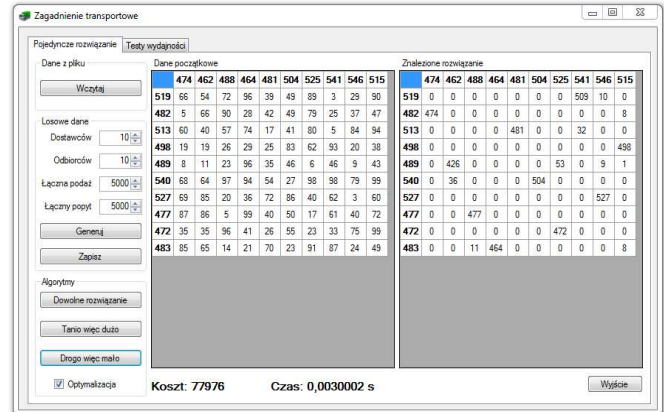 Zagadnienie transportowe
Pojedyncze rozwiązanie Testy wydajności
Dane z pliku
Wczytaj
Losowe dane
Dostawców 10
Odbiorców 10
Łączna podaż 5000
Łączny popyt 5000
Generuj
Zapisz
Algorytmy
Dowolne rozwiązanie
Tanio więc dużo
Drogo więc mało
Optymalizacja
Dane początkowe
474 462 488 464 481 504 525 541 546 515
519 66 54 72 96 39 49 89 3 29 90
482 5 66 90 28 42 49 79 25 37 47
513 60 40 57 74 17 41 80 5 84 94
498 19 19 26 29 25 83 62 93 20 38
489 8 11 23 96 35 46 6 46 9 43
540 68 64 97 94 54 27 98 98 79 99
527 69 85 20 36 72 86 40 62 3 60
477 87 86 5 99 40 50 17 61 40 72
472 35 35 96 41 26 55 23 33 75 99
483 85 65 14 21 70 23 91 87 24 49
Znalezione rozwiązanie
474 462 488 464 481 504 525 541 546 515
519 0 0 0 0 0 0 0 509 10 0
482 474 0 0 0 0 0 0 0 0 8
513 0 0 0 0 481 0 0 32 0 0
498 0 0 0 0 0 0 0 0 0 498
489 0 426 0 0 0 0 53 0 9 1
540 0 36 0 0 0 504 0 0 0 0
527 0 0 0 0 0 0 0 0 527 0
477 0 0 477 0 0 0 0 0 0 0
472 0 0 0 0 0 0 472 0 0 0
483 0 0 11 464 0 0 0 0 0 8
Koszt: 77976 Czas: 0,0030002 s
Wyjście